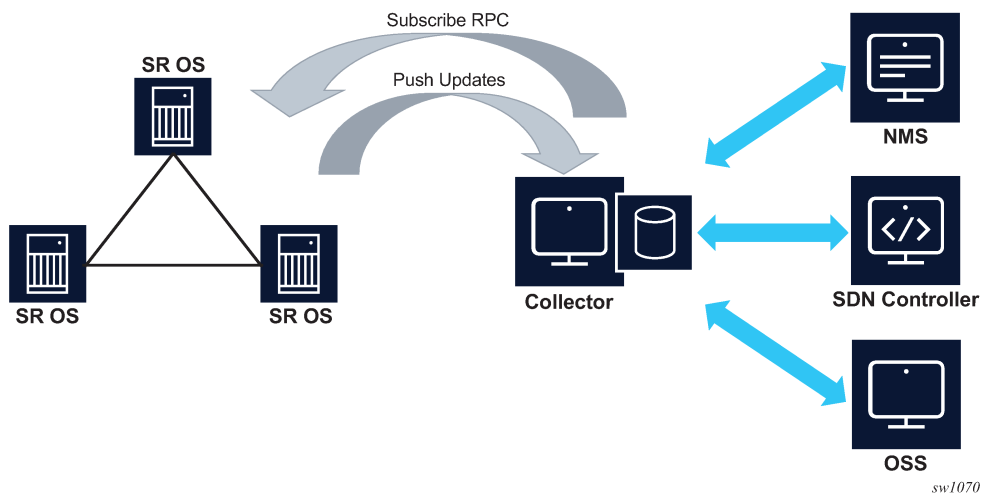 Subscribe RPC
SR OS
Push Updates
NMS
</>
SR OS
SR OS
Collector
SDN Controller
OSS
sw1070